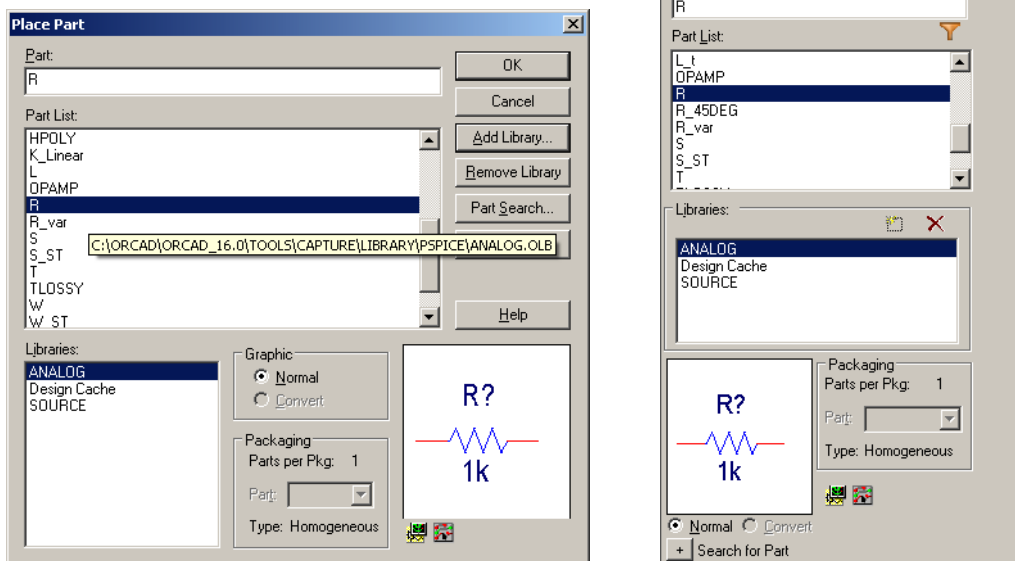 Place Part
Part:
R
OK
Cancel
Part List:
HPOLY
K_Linear
L
OPAMP
R
R_var
S
S_ST
T
TLOSSY
W
W_ST
Add Library...
Remove Library
Part Search...
C:\ORCAD\ORCAD_16.0\TOOLS\CAPTURE\LIBRARY\PSPICE\ANALOG.OLB
Help
Libraries:
ANALOG
Design Cache
SOURCE
Graphic
Normal
Convert
Packaging
Parts per Pkg: 1
Part:
Type: Homogeneous
R?
1k
R
Part List:
L_t
OPAMP
R
R_45DEG
R_var
S
S_ST
T
Libraries:
ANALOG
Design Cache
SOURCE
R?
1k
Packaging
Parts per Pkg: 1
Part:
Type: Homogeneous
Normal Convert
+ Search for Part